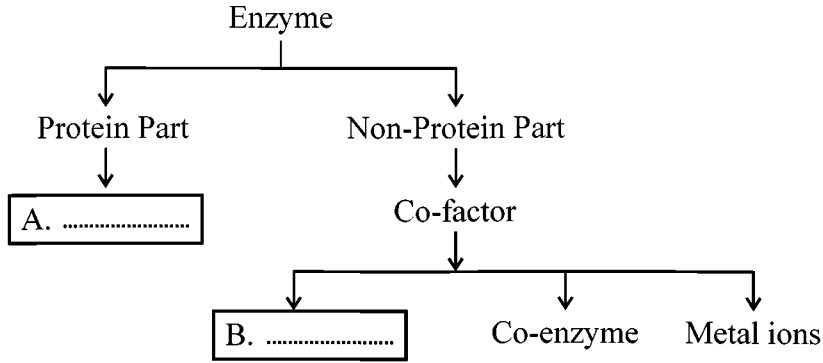 Enzyme
Protein Part
Non-Protein Part
A. ........................
Co-factor
B. ........................
Co-enzyme
Metal ions